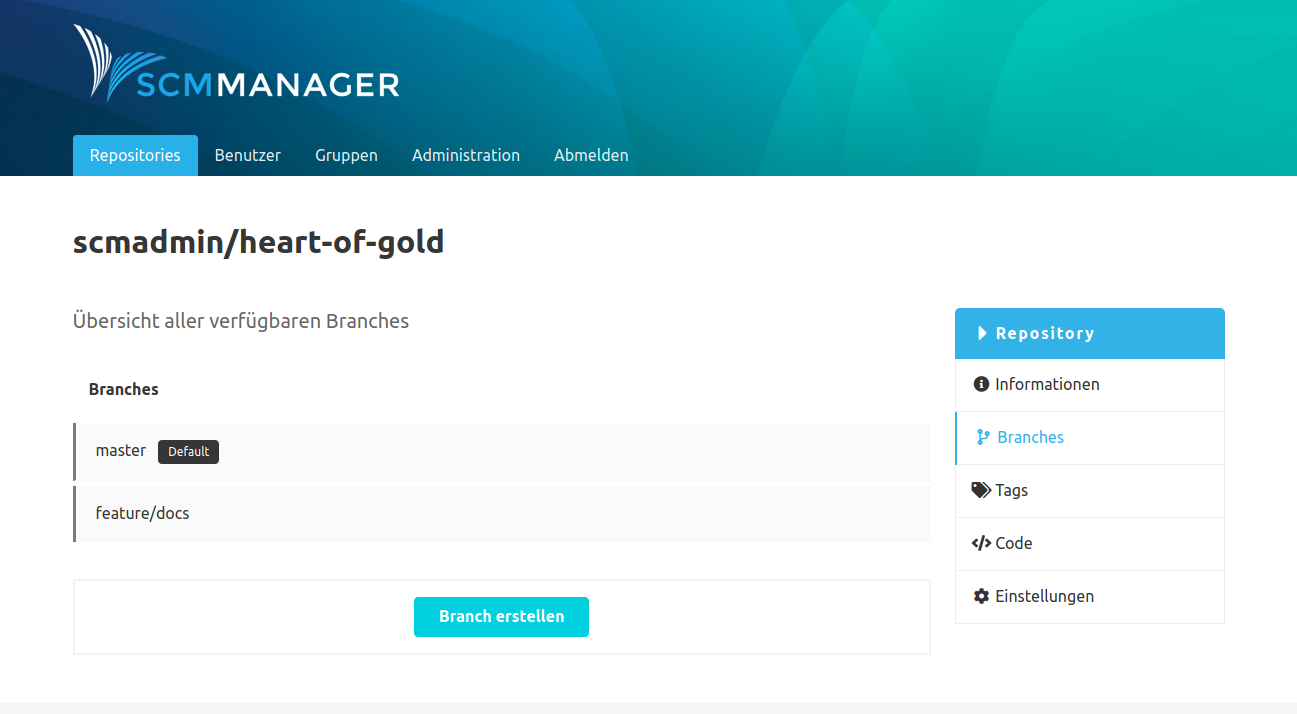 SCMMANAGER
Repositories Benutzer Gruppen Administration Abmelden
scmadmin/heart-of-gold
Übersicht aller verfügbaren Branches
Branches
master Default
feature/docs
Branch erstellen
Repository
Informationen
Branches
Tags
Code
Einstellungen